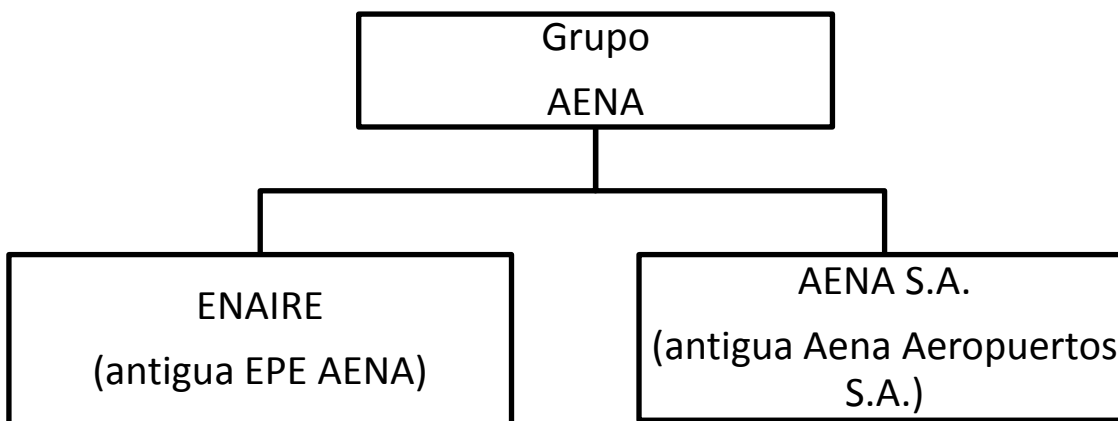 Grupo
AENA
ENAIRE
(antigua EPE AENA)
AENA S.A.
(antigua Aena Aeropuertos
S.A.)